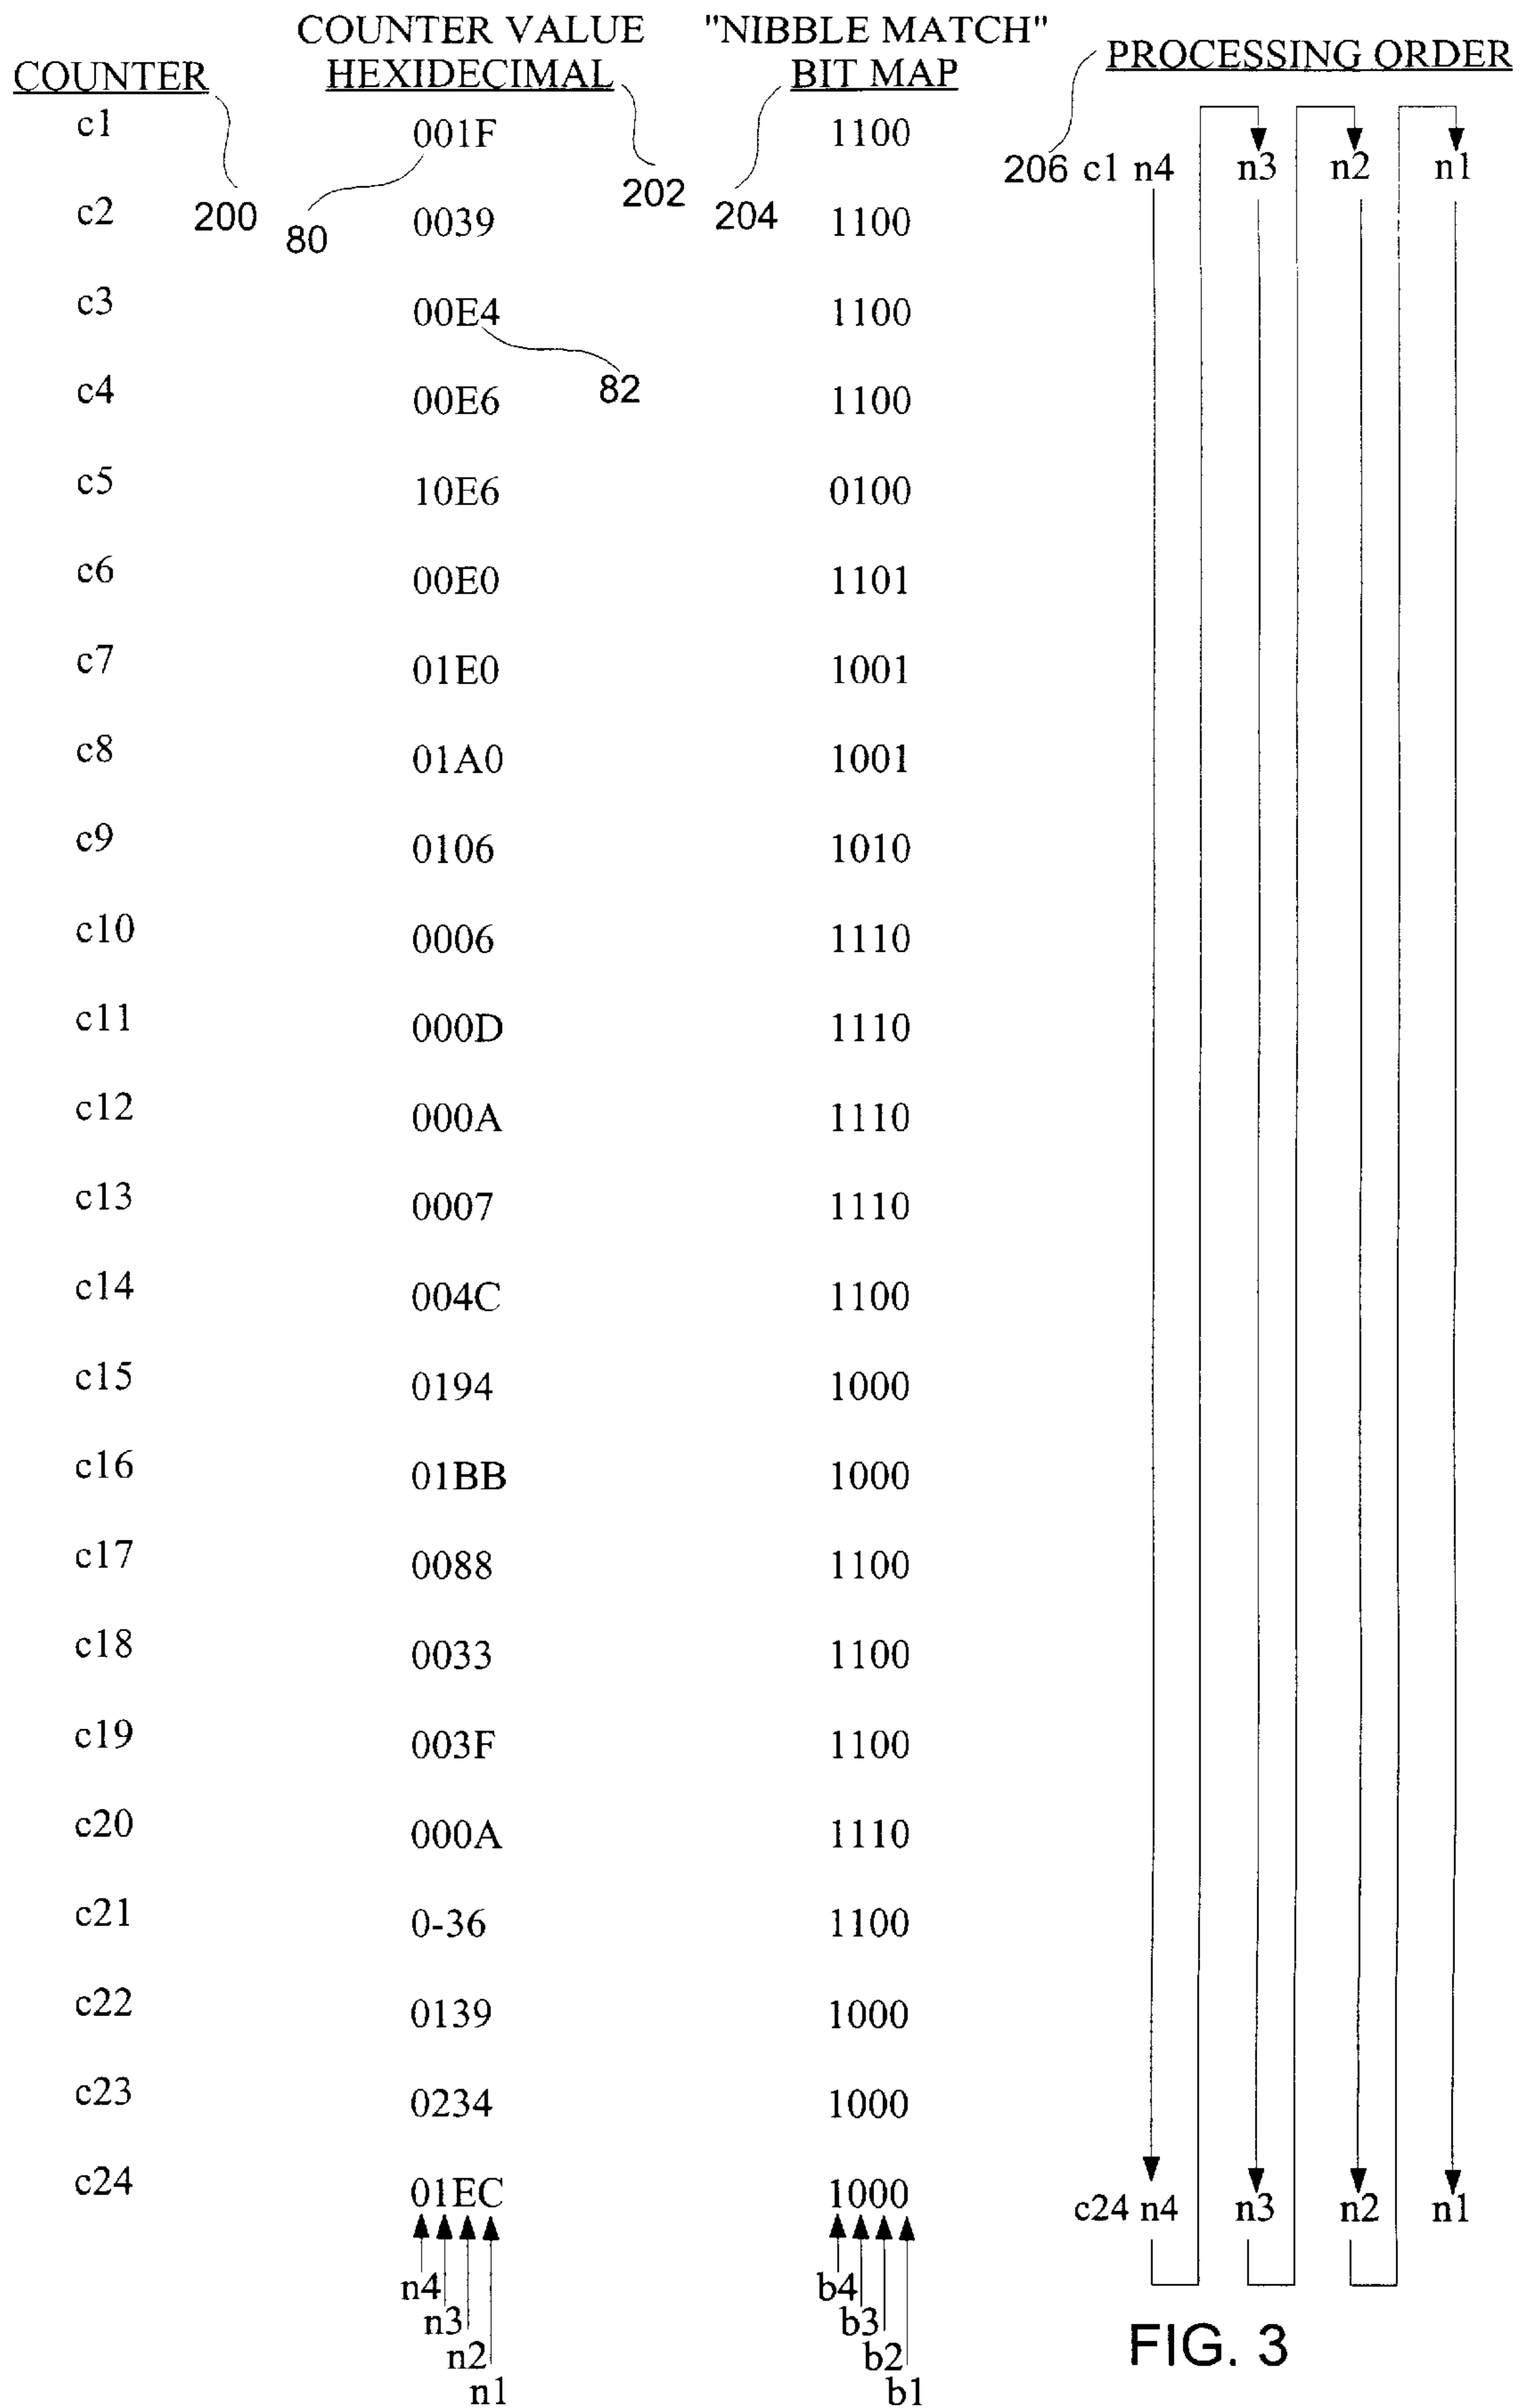 COUNTER VALUE "NIBBLE MATCH"
COUNTER HEXIDECIMAL BIT MAP PROCESSING ORDER
c1 001F 1100
206 c1 n4 n3 n2 n1
200 80 202 204
c2 0039 1100
c3 00E4 1100
82
c4 00E6 1100
c5 10E6 0100
c6 00E0 1101
c7 01E0 1001
c8 01A0 1001
c9 0106 1010
c10 0006 1110
c11 000D 1110
c12 000A 1110
c13 0007 1110
c14 004C 1100
c15 0194 1000
c16 01BB 1000
c17 0088 1100
c18 0033 1100
c19 003F 1100
c20 000A 1110
c21 0-36 1100
c22 0139 1000
c23 0234 1000
c24 01EC 1000
c24 n4 n3 n2 n1
n4 b4
n3 b3
n2 b2
n1 b1
FIG. 3